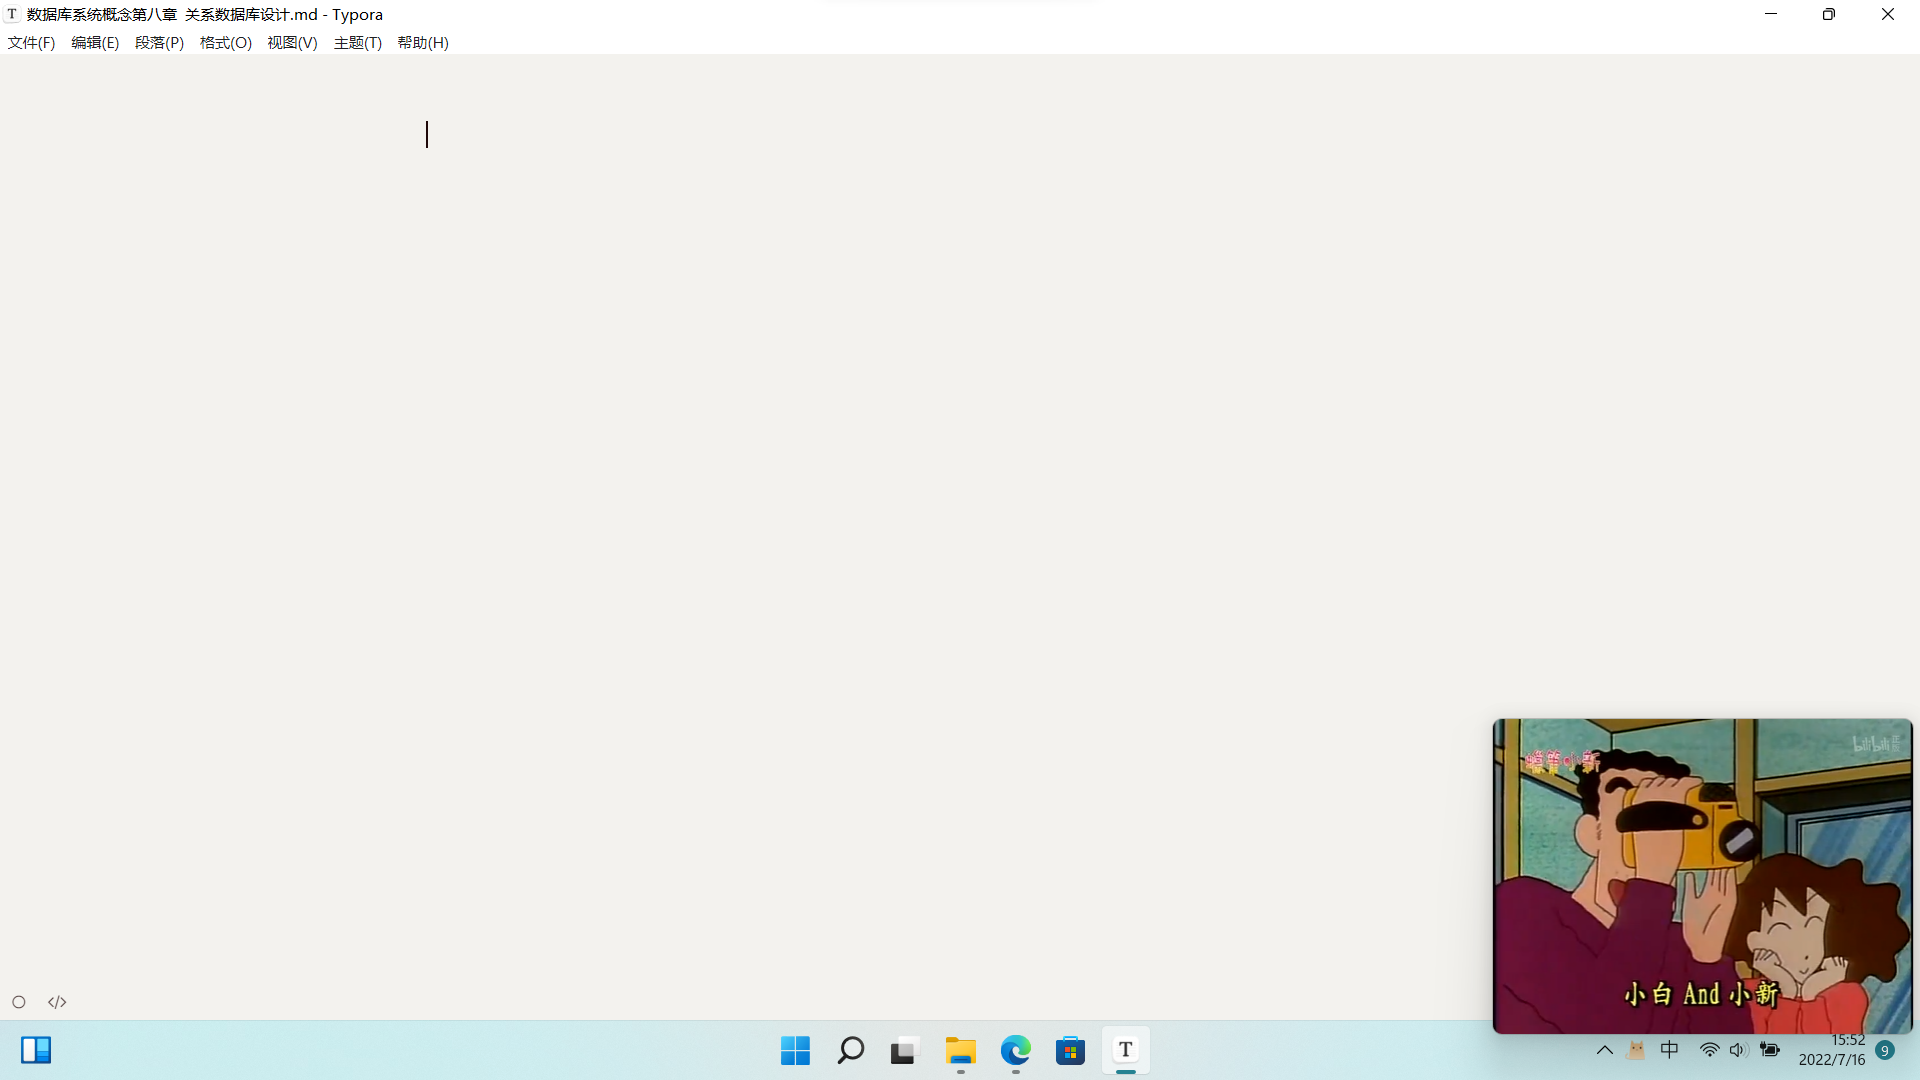 T 数据库系统概念第八章 关系数据库设计.md - Typora
文件(F) 编辑(E) 段落(P) 格式(O) 视图(V) 主题(T) 帮助(H)
蜡笔小新
bilibili
小白 And 小新
</>
T
中
15:52
2022/7/16
9